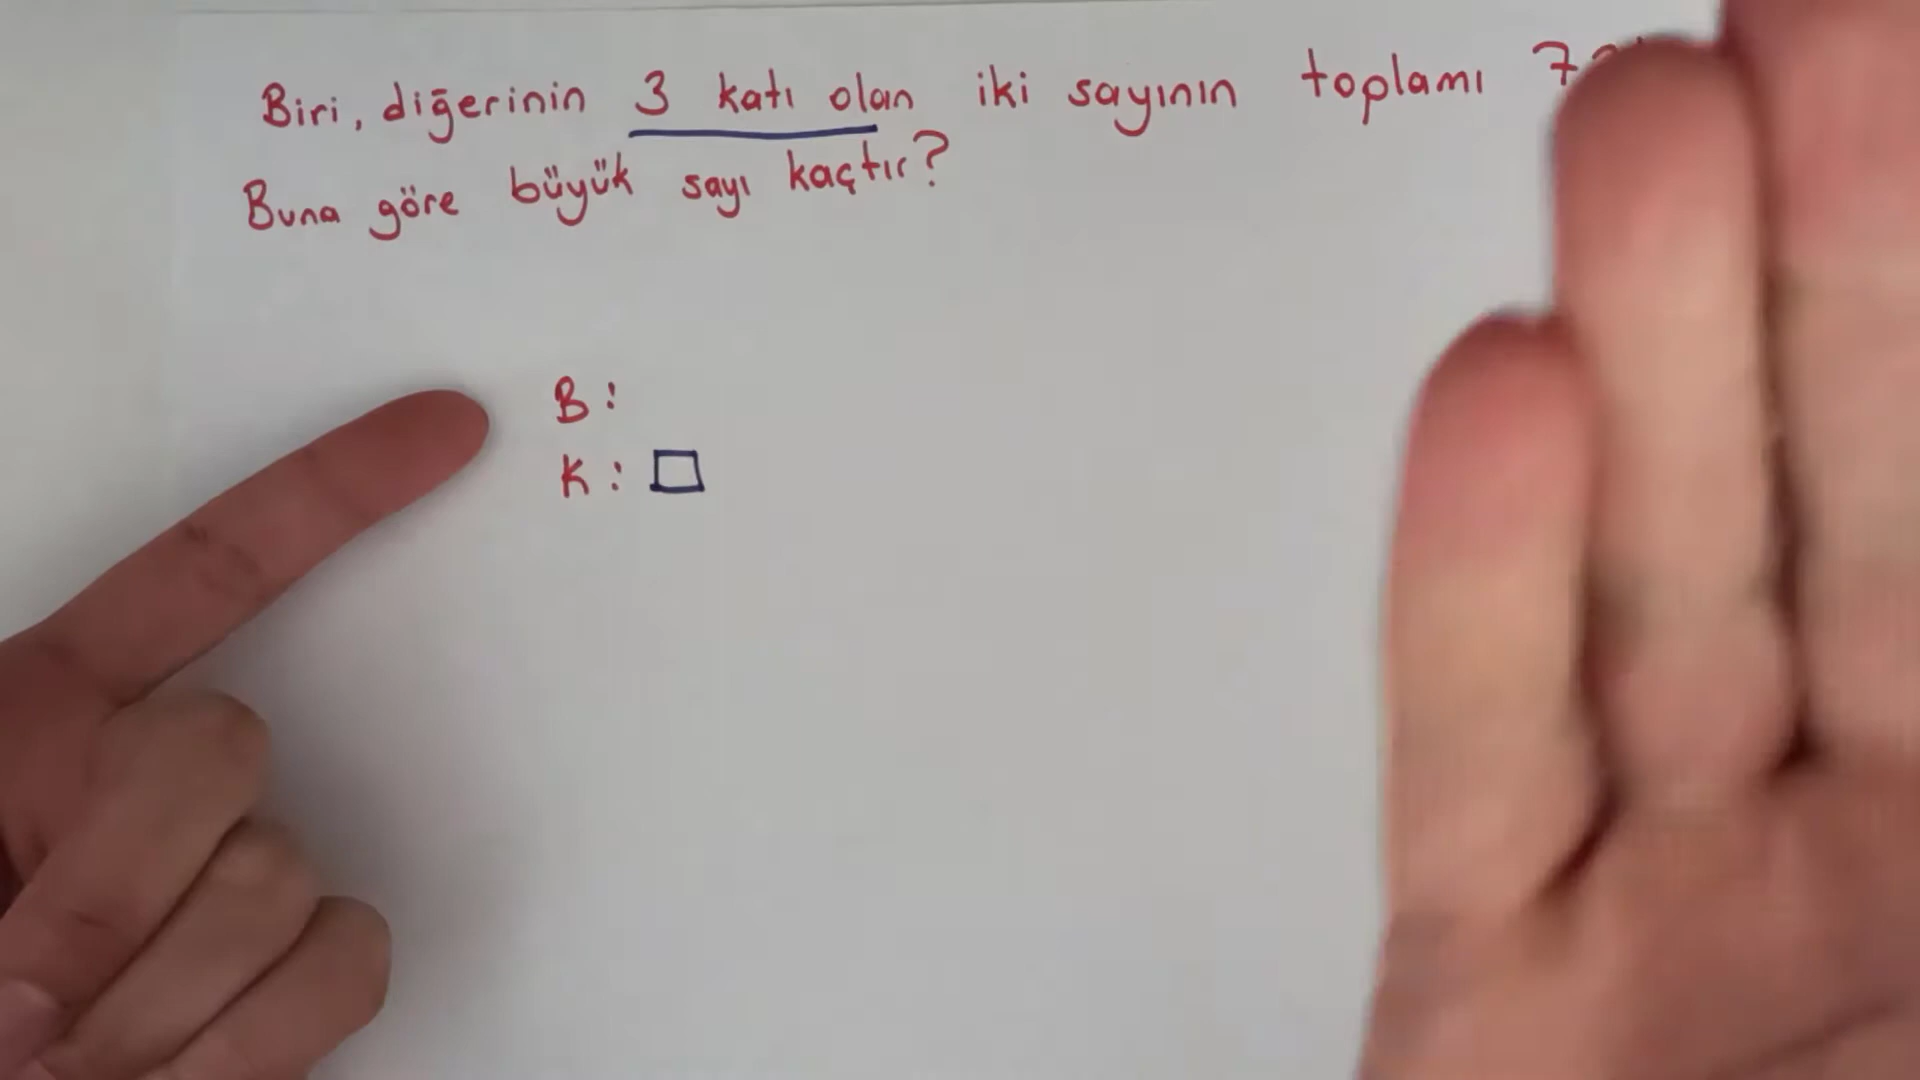 Biri, diğerinin 3 katı olan iki sayının toplamı
Buna göre büyük sayı kaçtır?
B:
K: